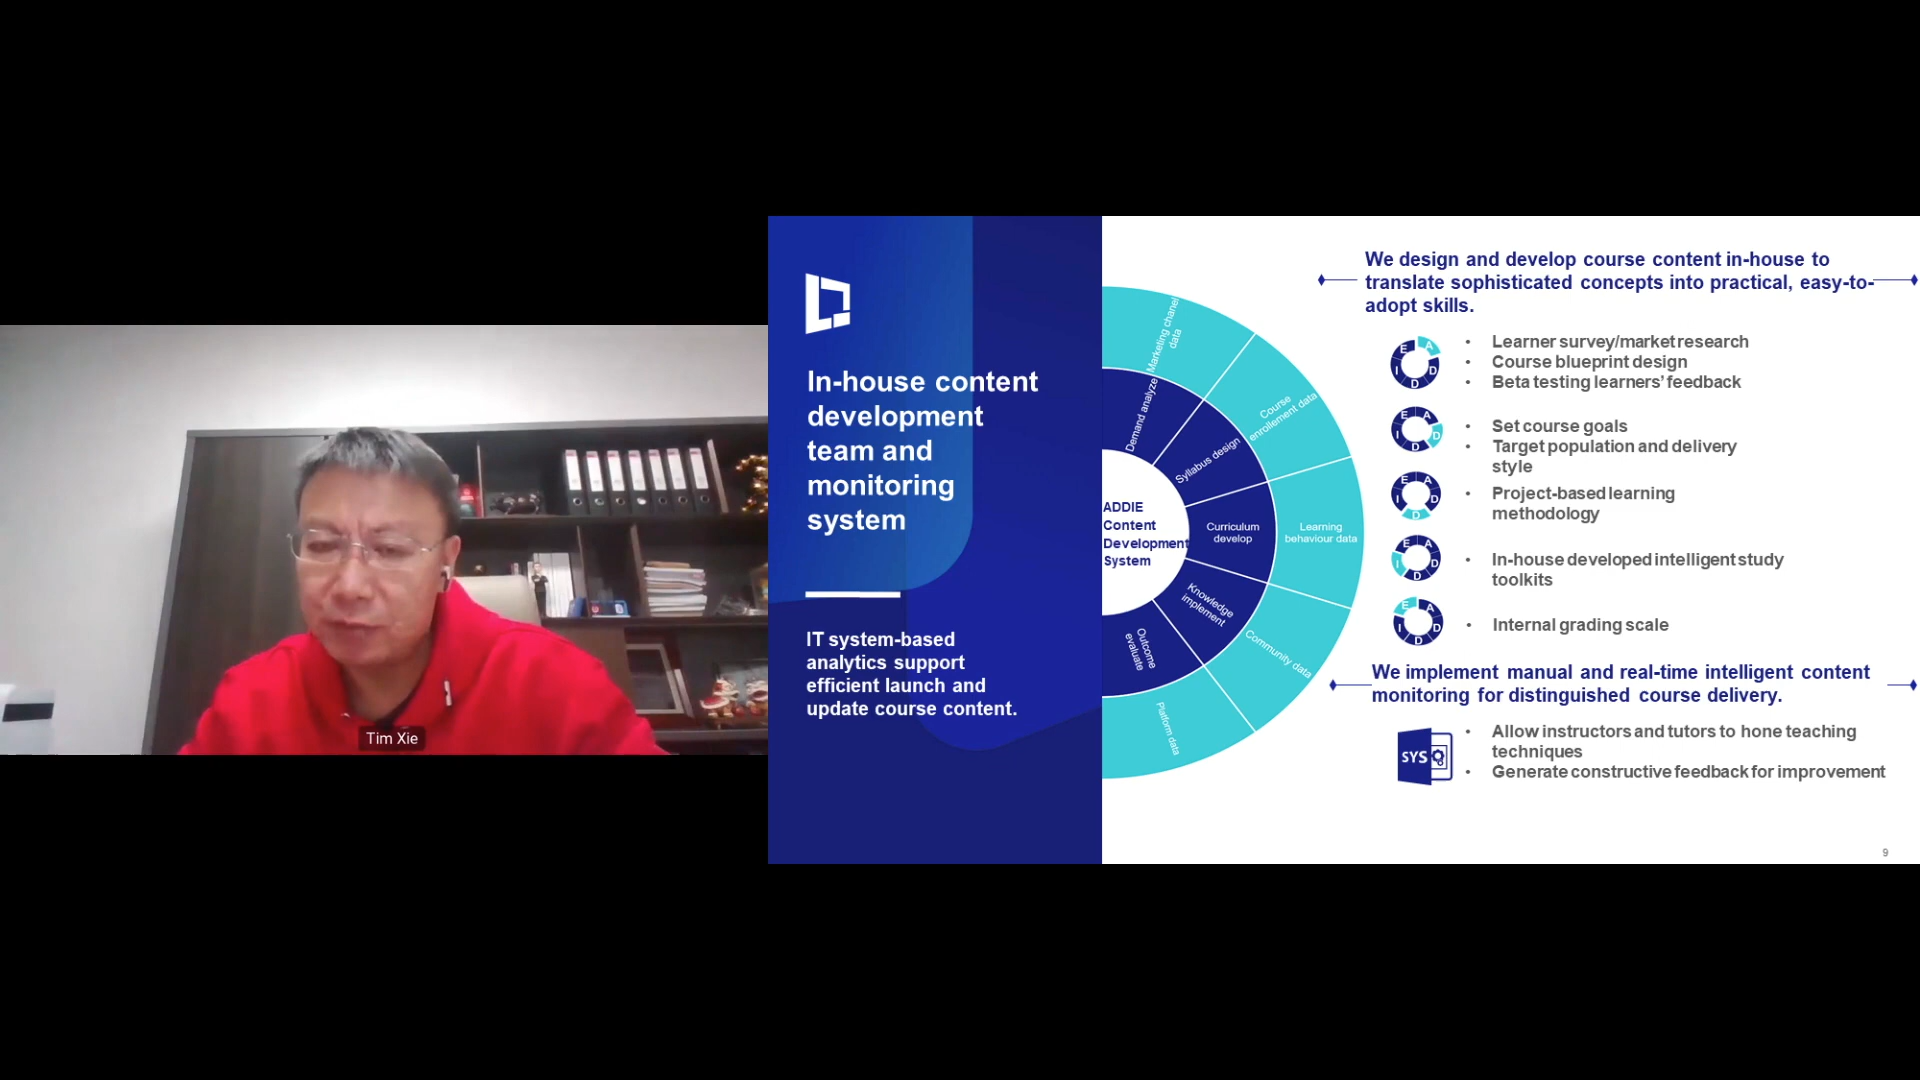 Tim Xie
In-house content
development
team and
monitoring
system
IT system-based
analytics support
efficient launch and
update course content.
ADDIE
Content
Development
System
Marketing chanel
data
Course
enrollement data
Learning
behaviour data
Community data
Platform data
Demand analyze
Syllabus design
Curriculum
develop
Knowledge
implement
Outcome
evaluate
We design and develop course content in-house to
translate sophisticated concepts into practical, easy-to-
adopt skills.
A D D I E
• Learner survey/market research
• Course blueprint design
• Beta testing learners' feedback
A D D I E
• Set course goals
• Target population and delivery
style
A D D I E
• Project-based learning
methodology
A D D I E
• In-house developed intelligent study
toolkits
A D D I E
• Internal grading scale
We implement manual and real-time intelligent content
monitoring for distinguished course delivery.
SYS
• Allow instructors and tutors to hone teaching
techniques
• Generate constructive feedback for improvement
9